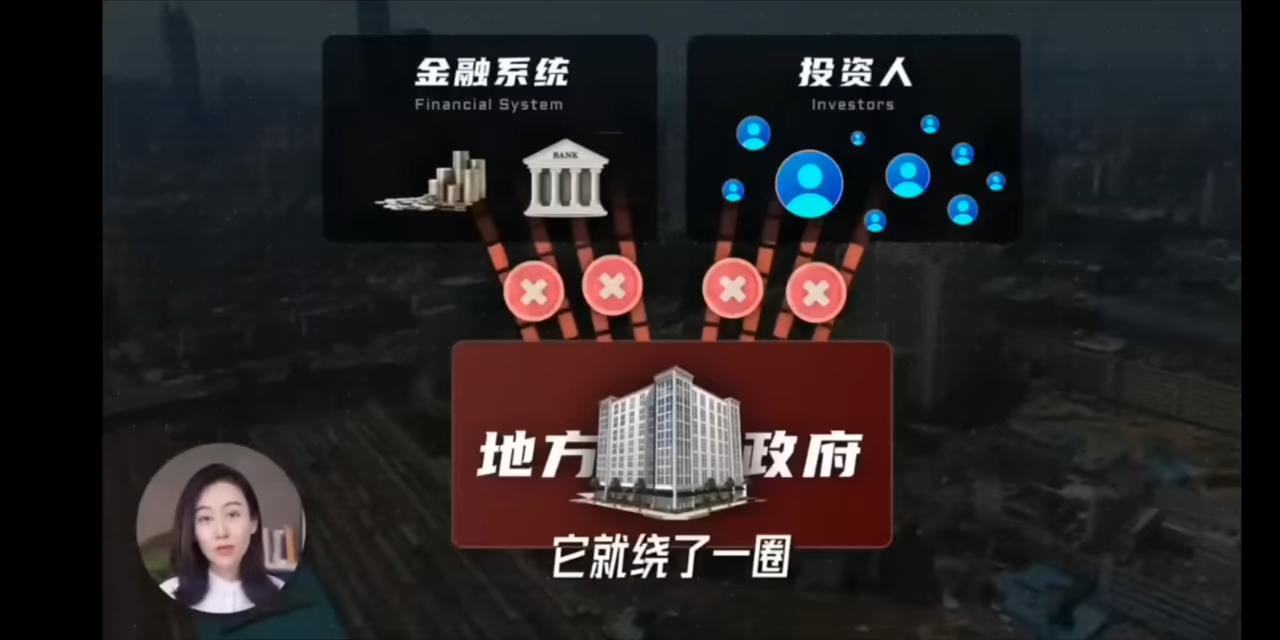 金融系统
Financial System
BANK
投资人
Investors
地方政府
它就绕了一圈